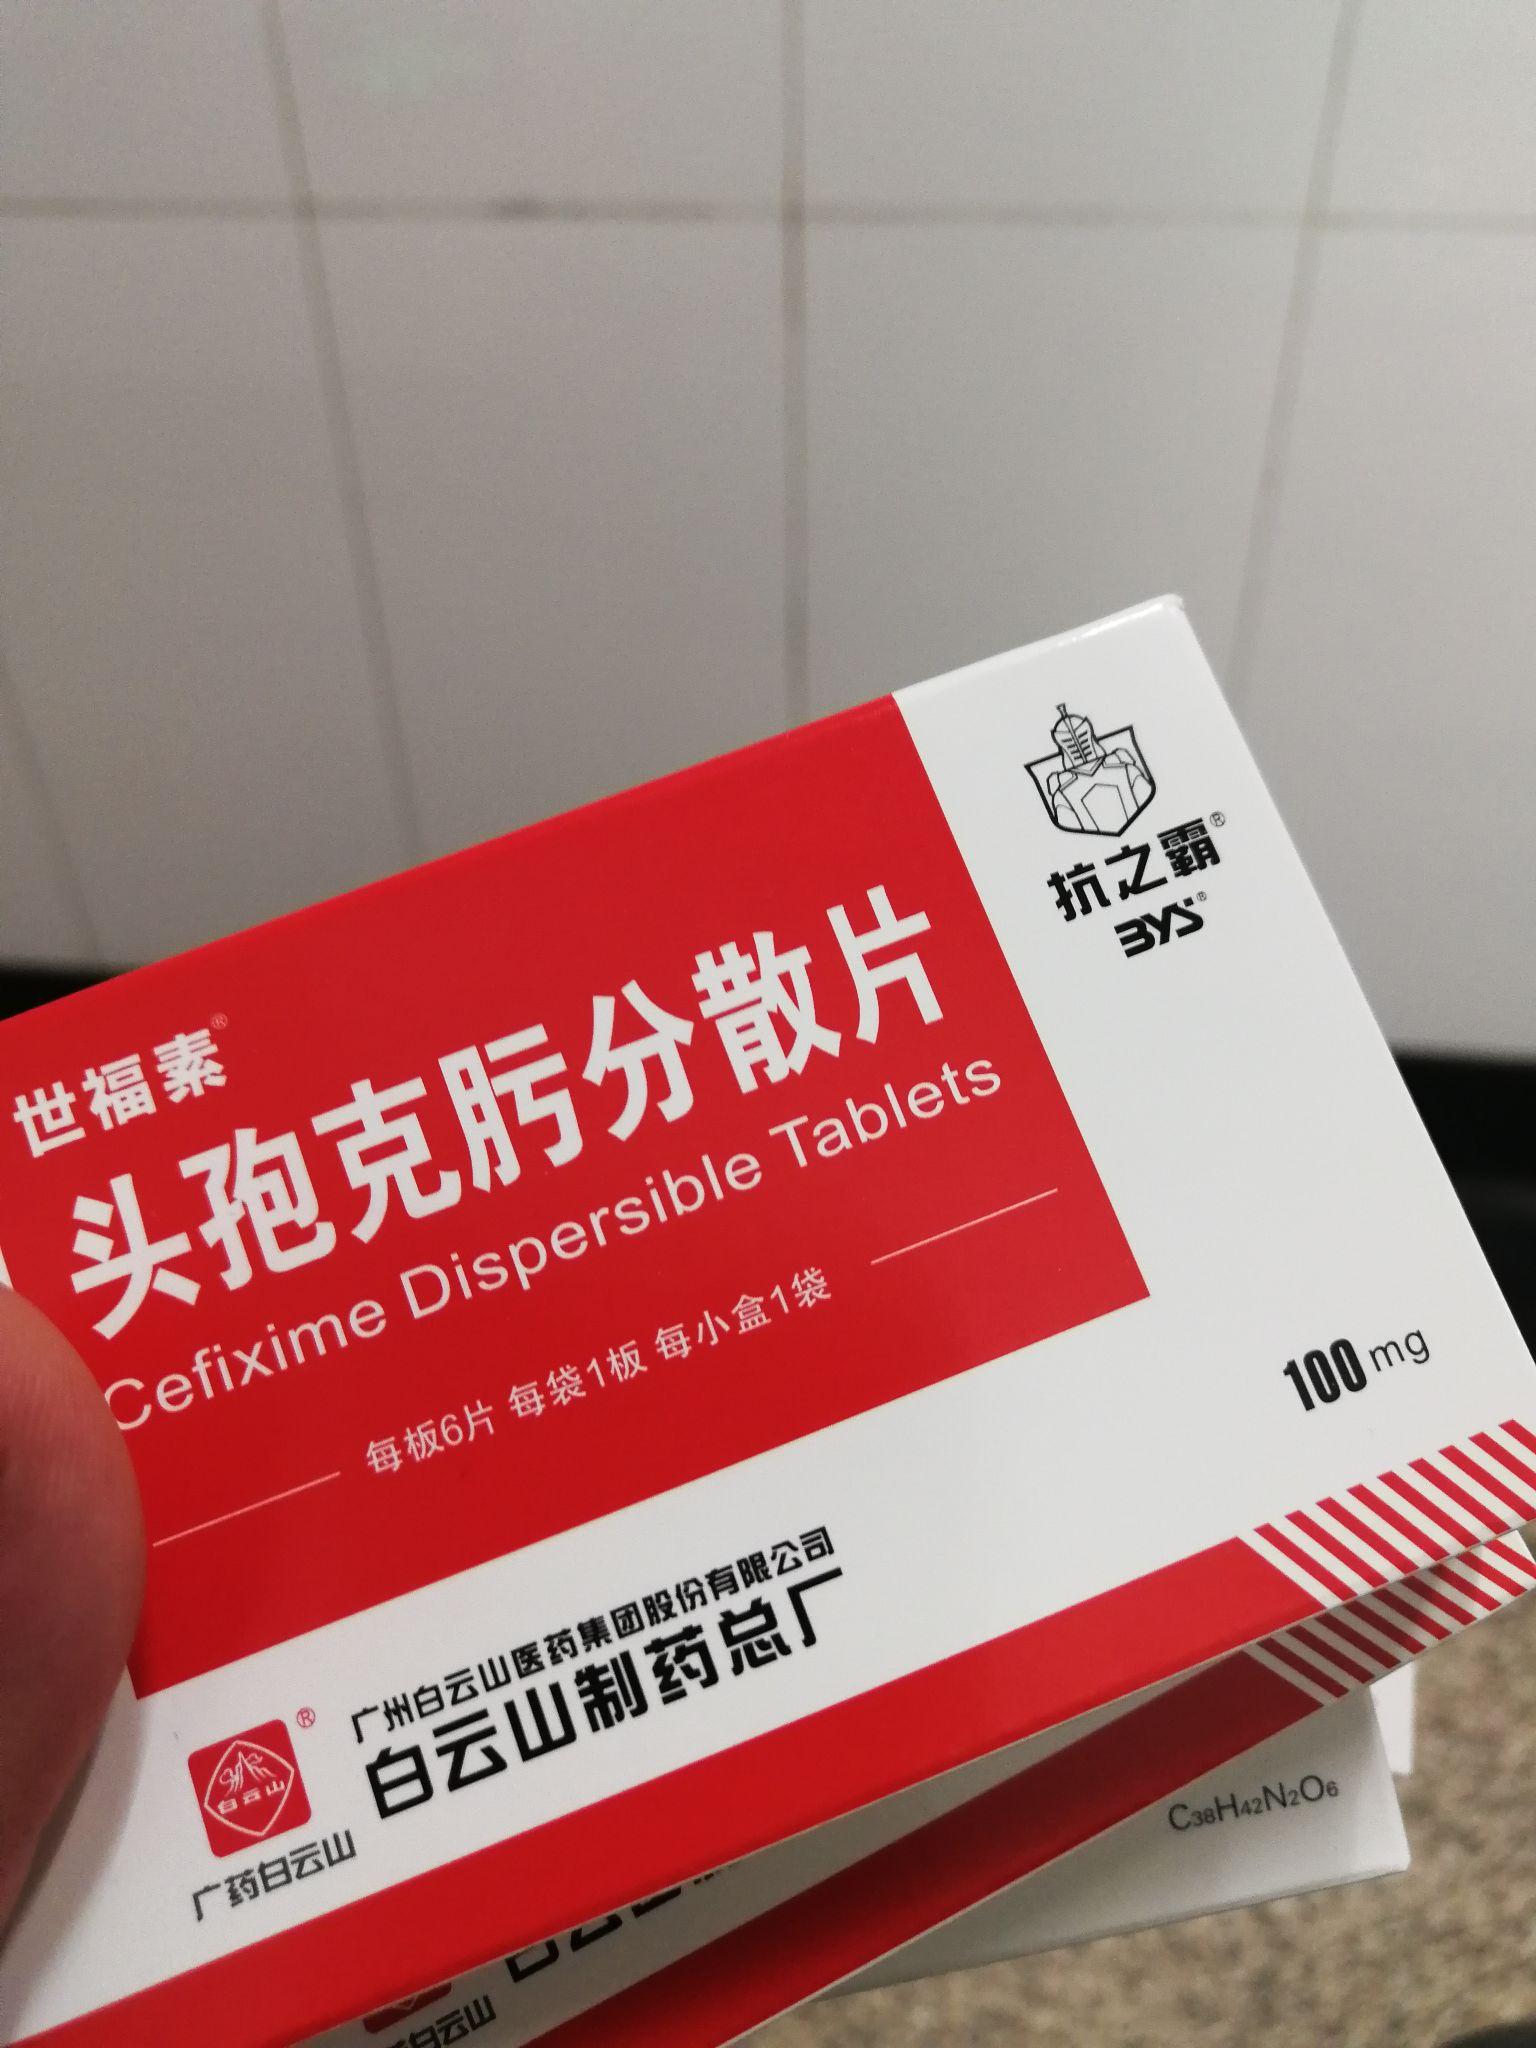 抗之霸®
BYS®
世福素®
头孢克肟分散片
Cefixime Dispersible Tablets
每板6片 每袋1板 每小盒1袋
100mg
广州白云山医药集团股份有限公司
白云山制药总厂
®
白云山
广药白云山
C₃₈H₄₂N₂O₆
白云山